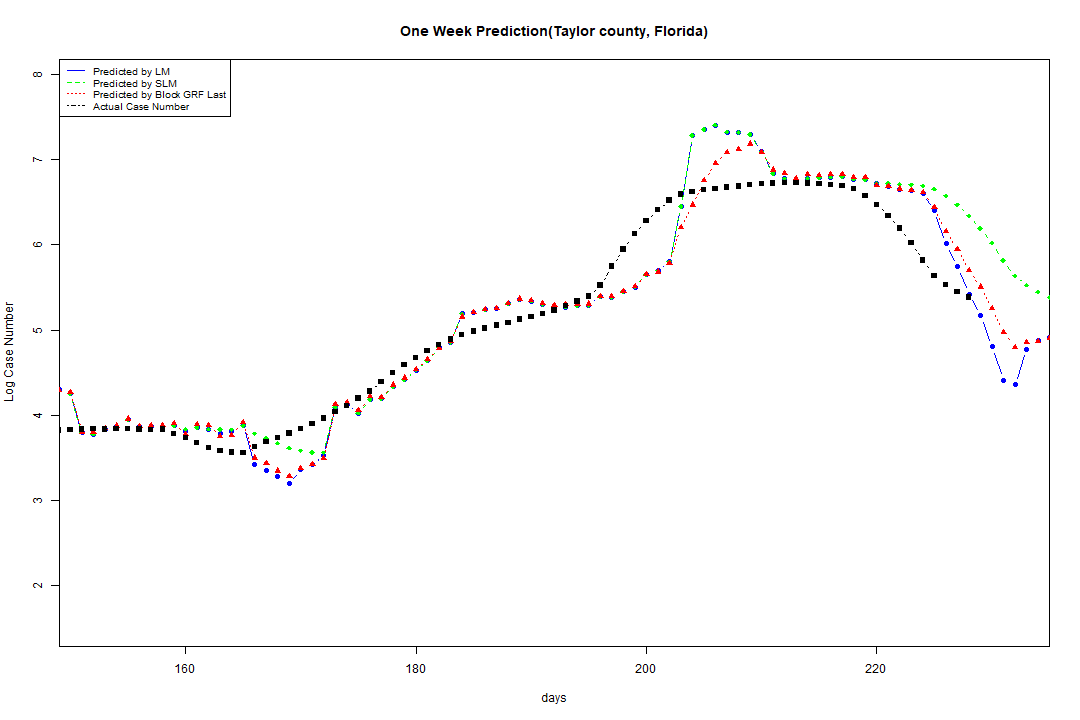 One Week Prediction(Taylor county, Florida)
Predicted by LM
Predicted by SLM
Predicted by Block GRF Last
Actual Case Number
8
7
6
5
4
3
2
Log Case Number
160
180
200
220
days